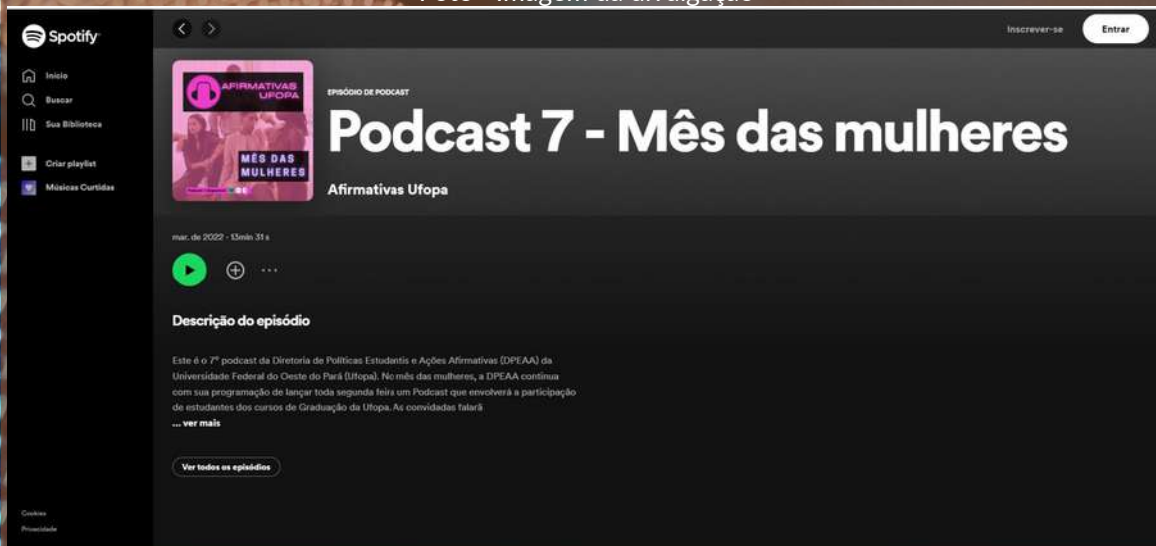 Spotify
Inscrever-se
Entrar
Início
Buscar
Sua Biblioteca
Criar playlist
Músicas Curtidas
AFIRMATIVAS
UFOPA
MÊS DAS
MULHERES
EPISÓDIO DE PODCAST
Podcast 7 - Mês das mulheres
Afirmativas Ufopa
mar. de 2022 · 13min 31 s
Descrição do episódio
Este é o 7º podcast da Diretoria de Políticas Estudantis e Ações Afirmativas (DPEAA) da
Universidade Federal do Oeste do Pará (Ufopa). No mês das mulheres, a DPEAA continua
com sua programação de lançar toda segunda feira um Podcast que envolverá a participação
de estudantes dos cursos de Graduação da Ufopa. As convidadas falarã
... ver mais
Ver todos os episódios
Cookies
Privacidade